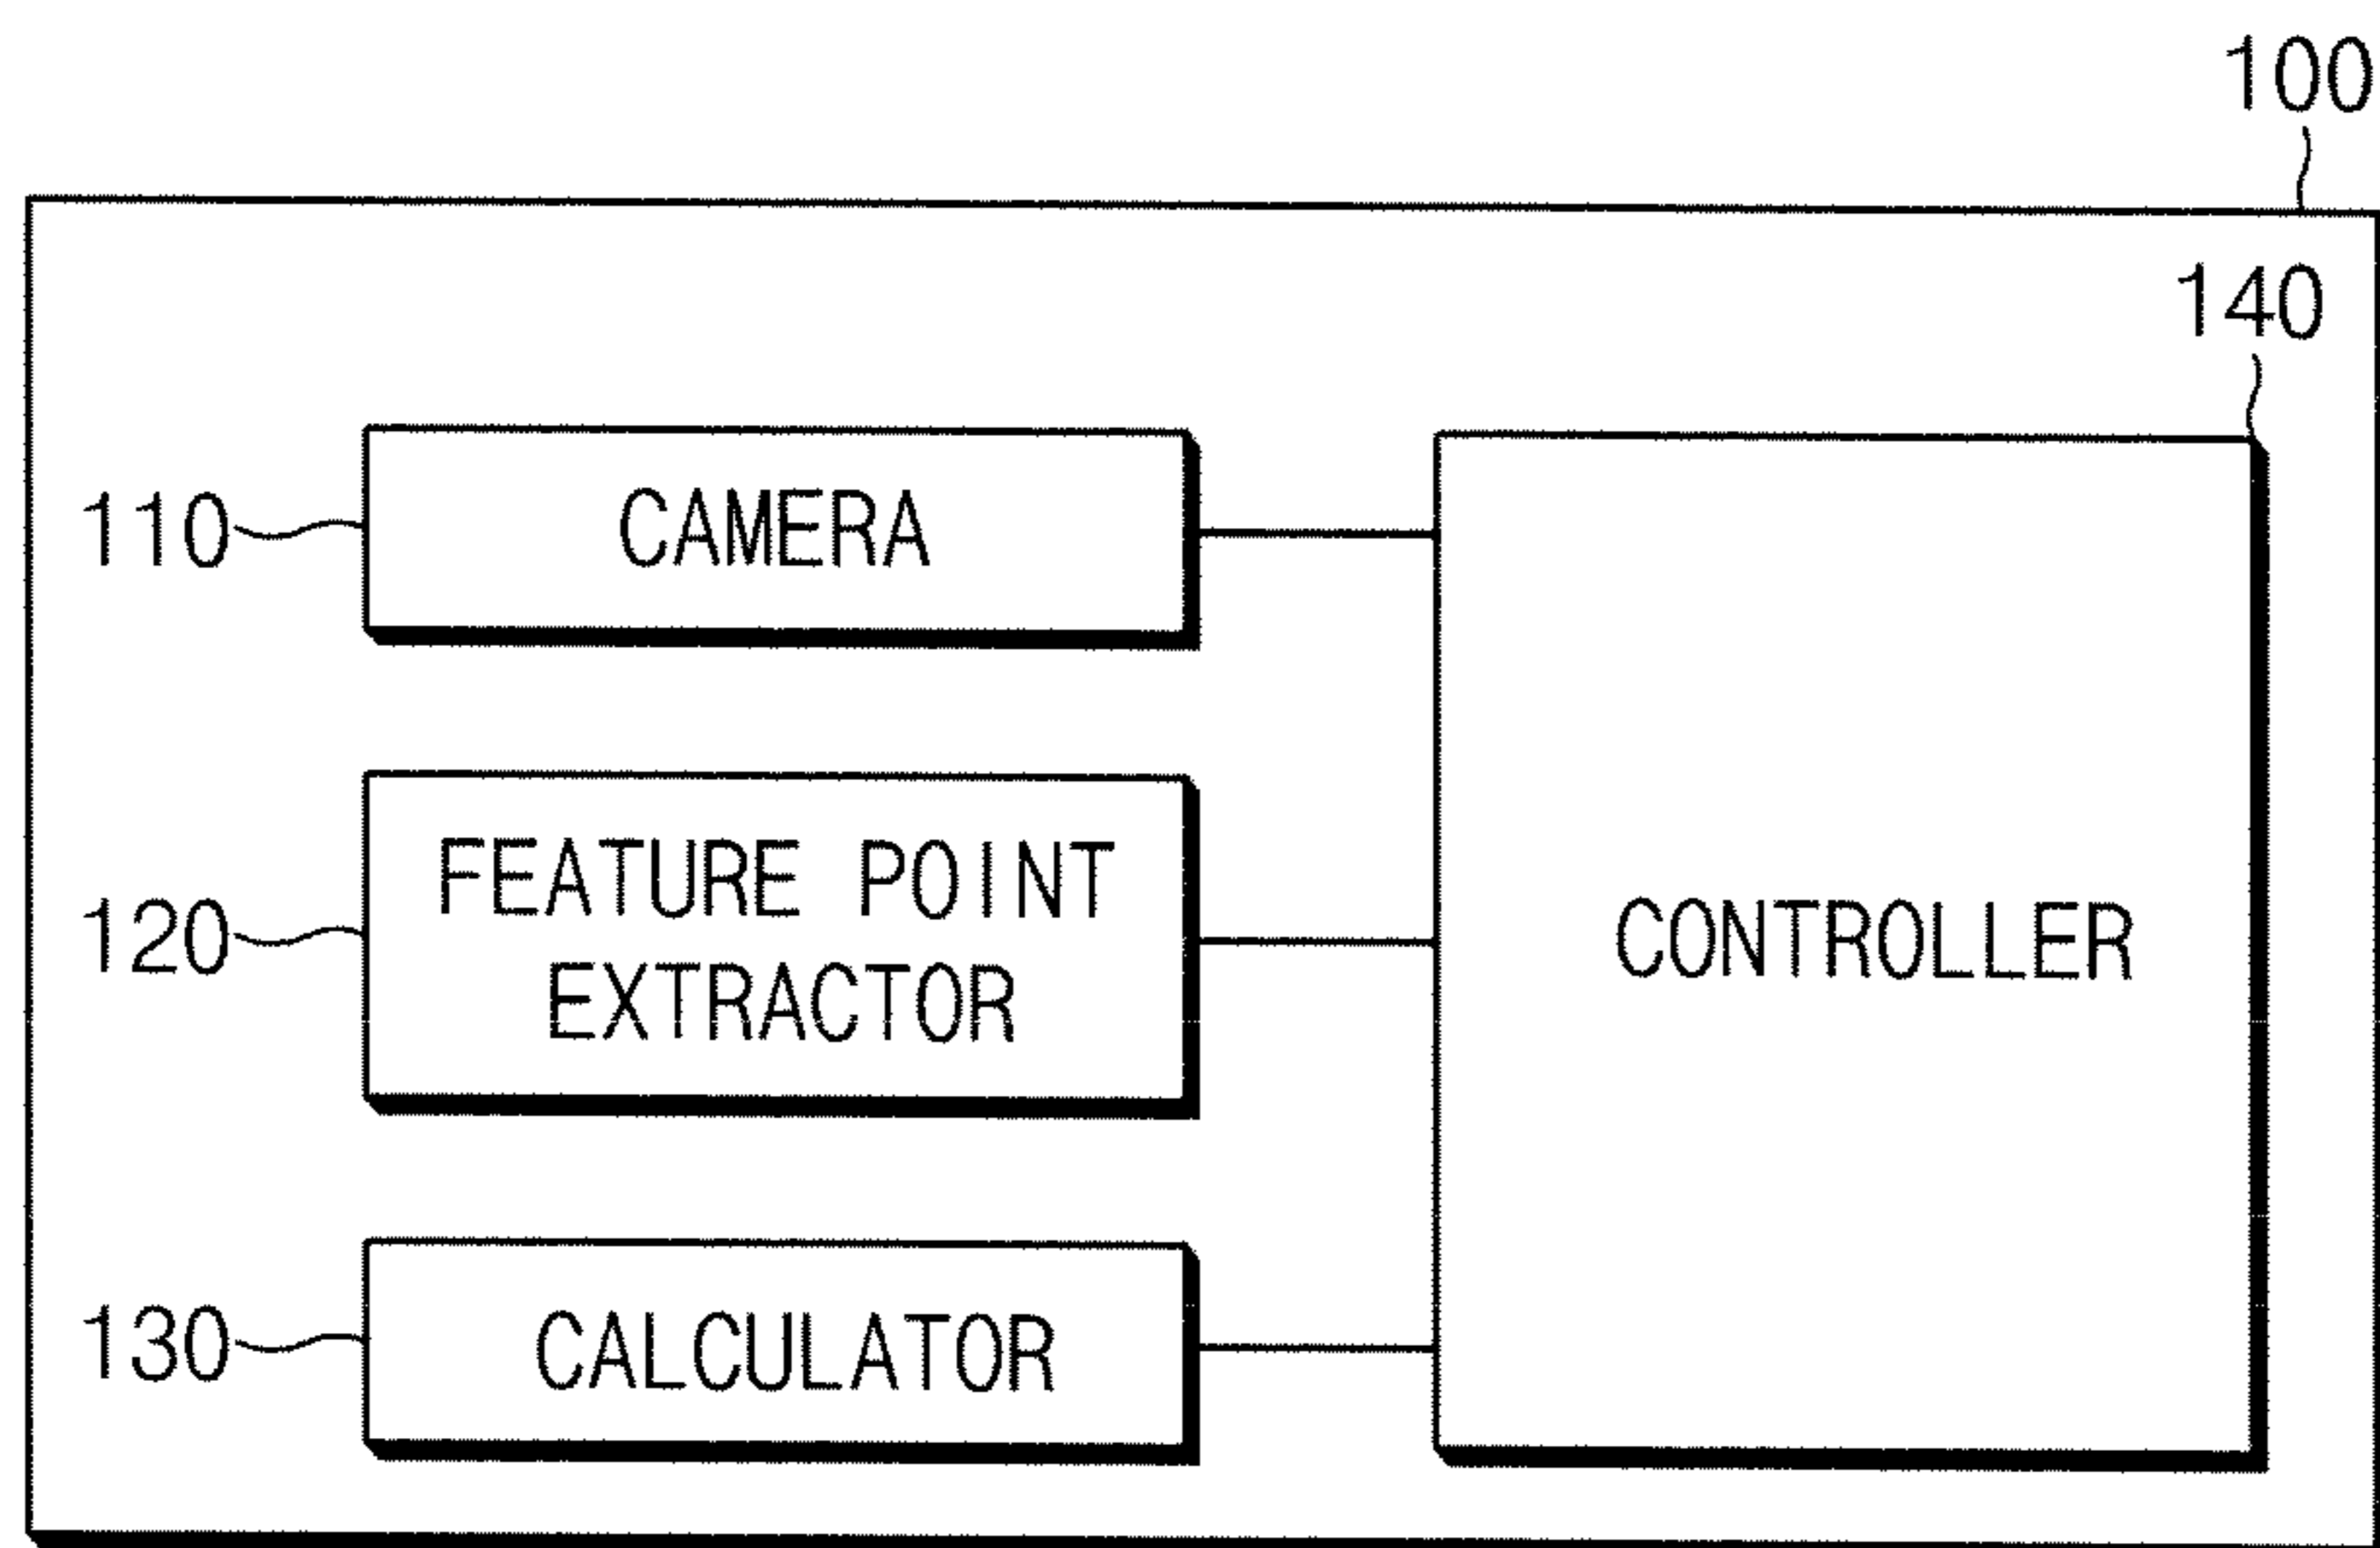 100
140
110 CAMERA
FEATURE POINT
120 CONTROLLER
EXTRACTOR
130 CALCULATOR